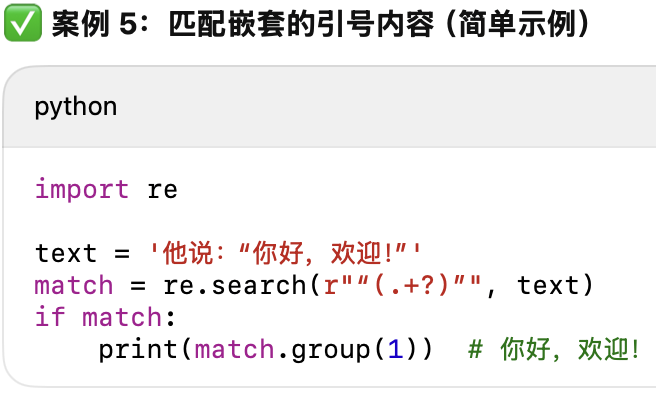 ✅ 案例 5：匹配嵌套的引号内容（简单示例）
python
import re
text = '他说：“你好，欢迎！”'
match = re.search(r"“(.+?)”", text)
if match:
    print(match.group(1))  # 你好，欢迎！